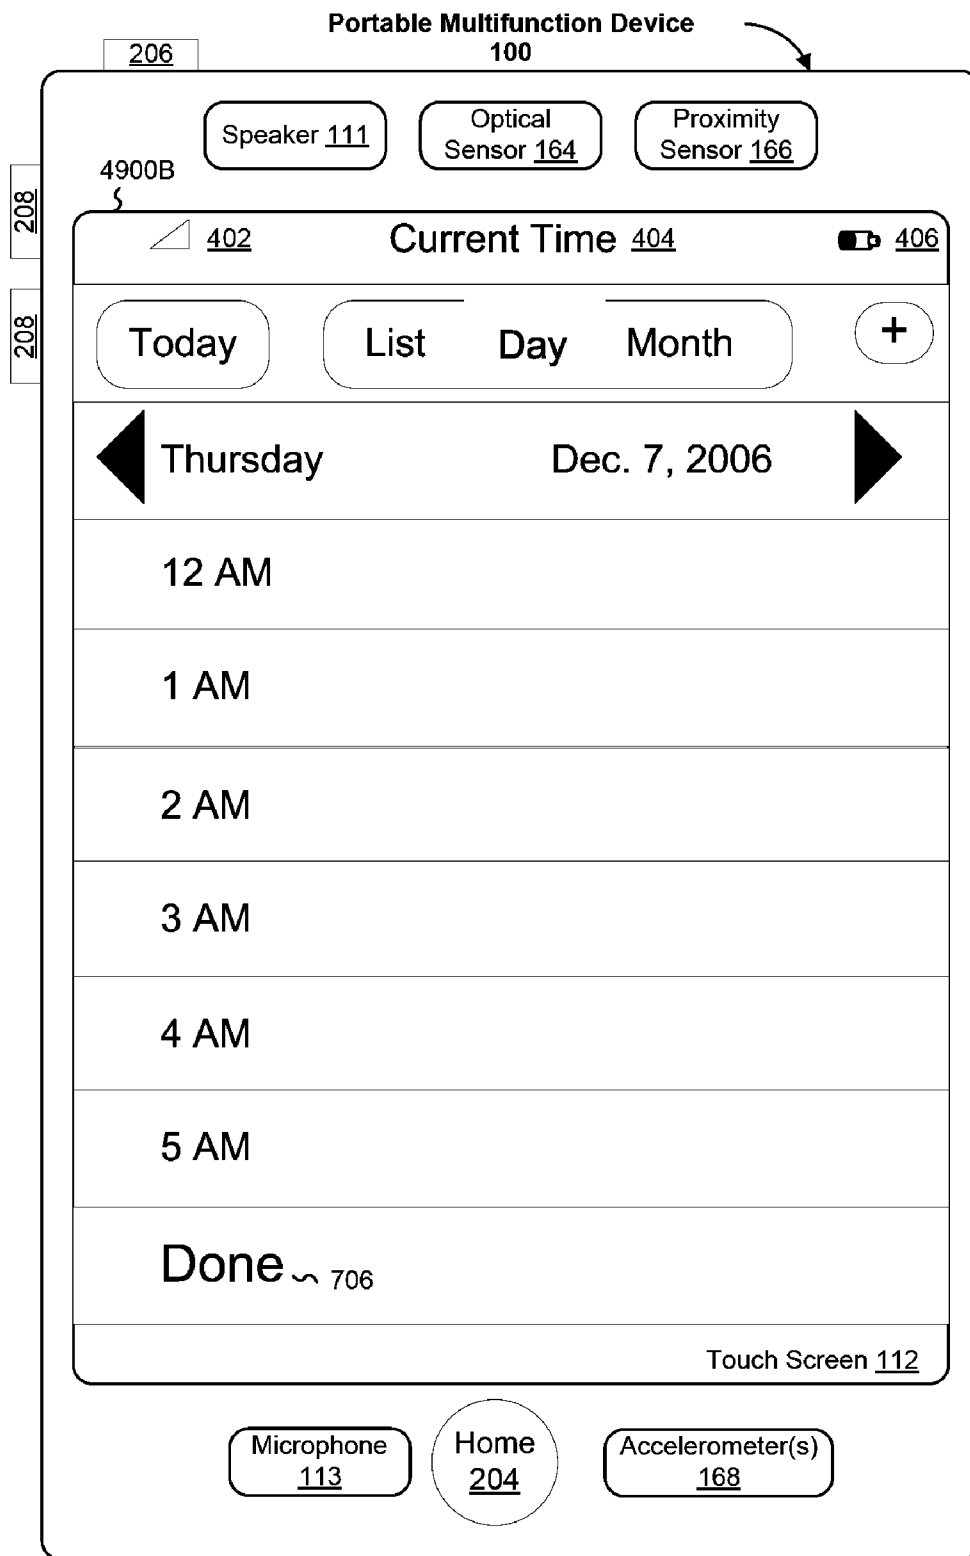 Portable Multifunction Device
100
206
Speaker 111
Optical
Sensor 164
Proximity
Sensor 166
4900B
208
402
Current Time 404
406
208
Today
List
Day
Month
+
Thursday
Dec. 7, 2006
12 AM
1 AM
2 AM
3 AM
4 AM
5 AM
Done 706
Touch Screen 112
Microphone
113
Home
204
Accelerometer(s)
168